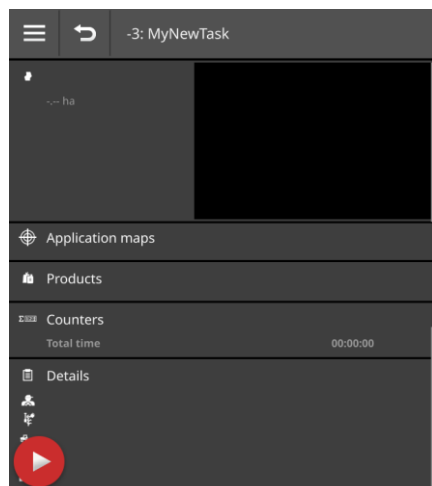 -3: MyNewTask
-.-- ha
Application maps
Products
Counters
Total time 00:00:00
Details